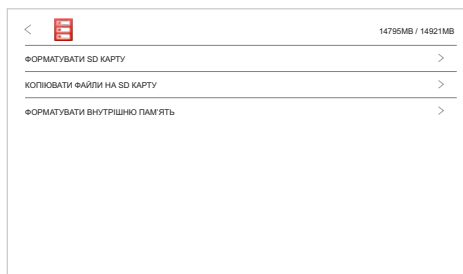 14795MB / 14921MB
ФОРМАТУВАТИ SD КАРТУ
КОПІЮВАТИ ФАЙЛИ НА SD КАРТУ
ФОРМАТУВАТИ ВНУТРІШНЮ ПАМ'ЯТЬ